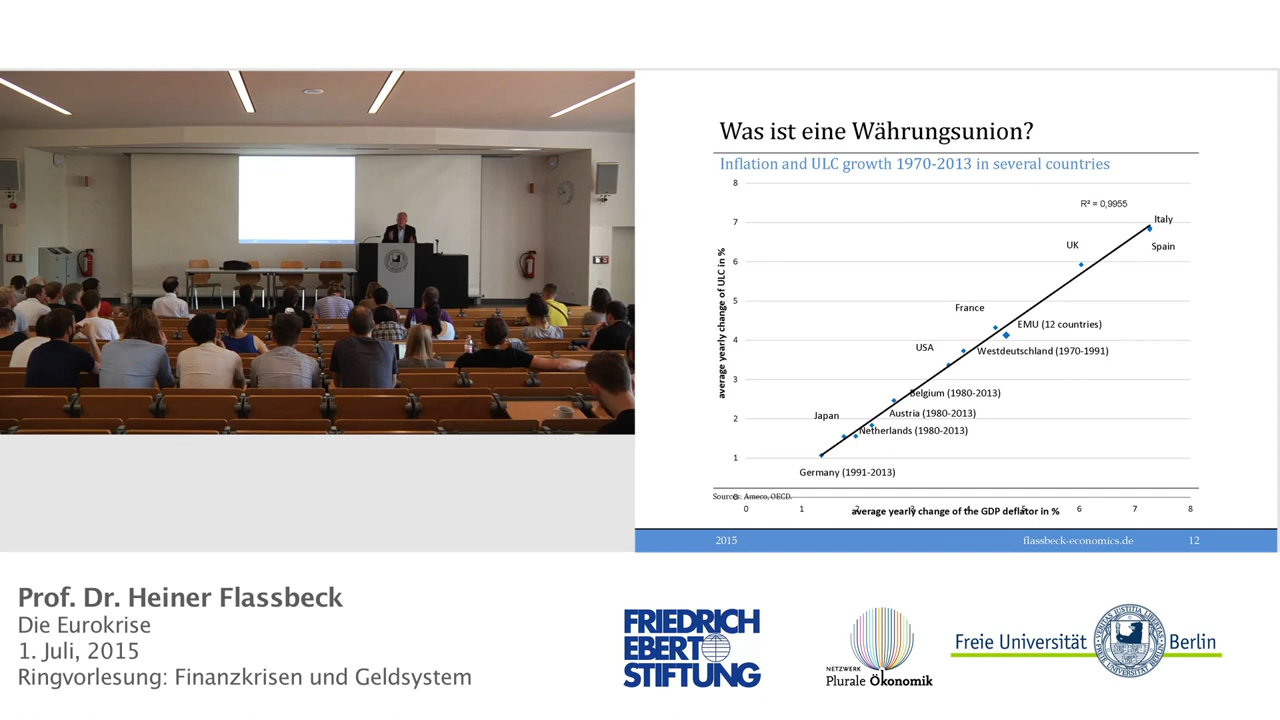 Was ist eine Währungsunion?
Inflation and ULC growth 1970-2013 in several countries
8
R² = 0,9955
7
Italy
Spain
UK
6
5
France
EMU (12 countries)
4
USA
Westdeutschland (1970-1991)
3
Belgium (1980-2013)
2
Japan
Austria (1980-2013)
Netherlands (1980-2013)
1
Germany (1991-2013)
average yearly change of ULC in %
Sources: Ameco, OECD.
0
0 1 2 3 4 5 6 7 8
average yearly change of the GDP deflator in %
2015 flassbeck-economics.de 12
Prof. Dr. Heiner Flassbeck
Die Eurokrise
1. Juli, 2015
Ringvorlesung: Finanzkrisen und Geldsystem
FRIEDRICH
EBERT
STIFTUNG
NETZWERK
Plurale Ökonomik
Freie Universität Berlin